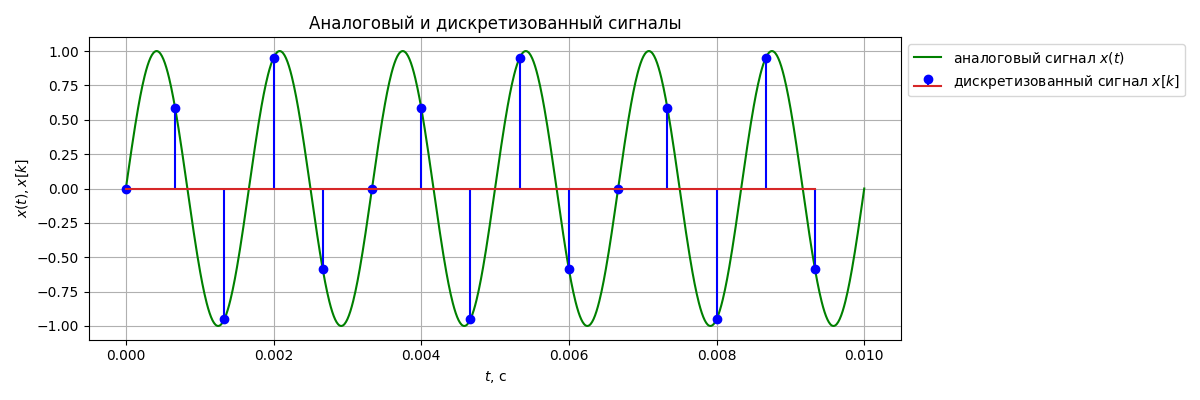 Аналоговый и дискретизованный сигналы
x(t), x[k]
1.00
0.75
0.50
0.25
0.00
−0.25
−0.50
−0.75
−1.00
0.000 0.002 0.004 0.006 0.008 0.010
t, с
аналоговый сигнал x(t)
дискретизованный сигнал x[k]